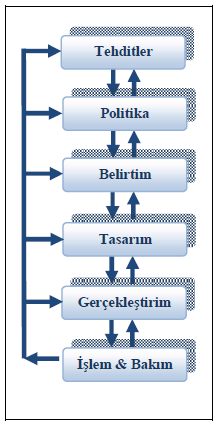 Tehditler
Politika
Belirtim
Tasarım
Gerçekleştirim
İşlem & Bakım